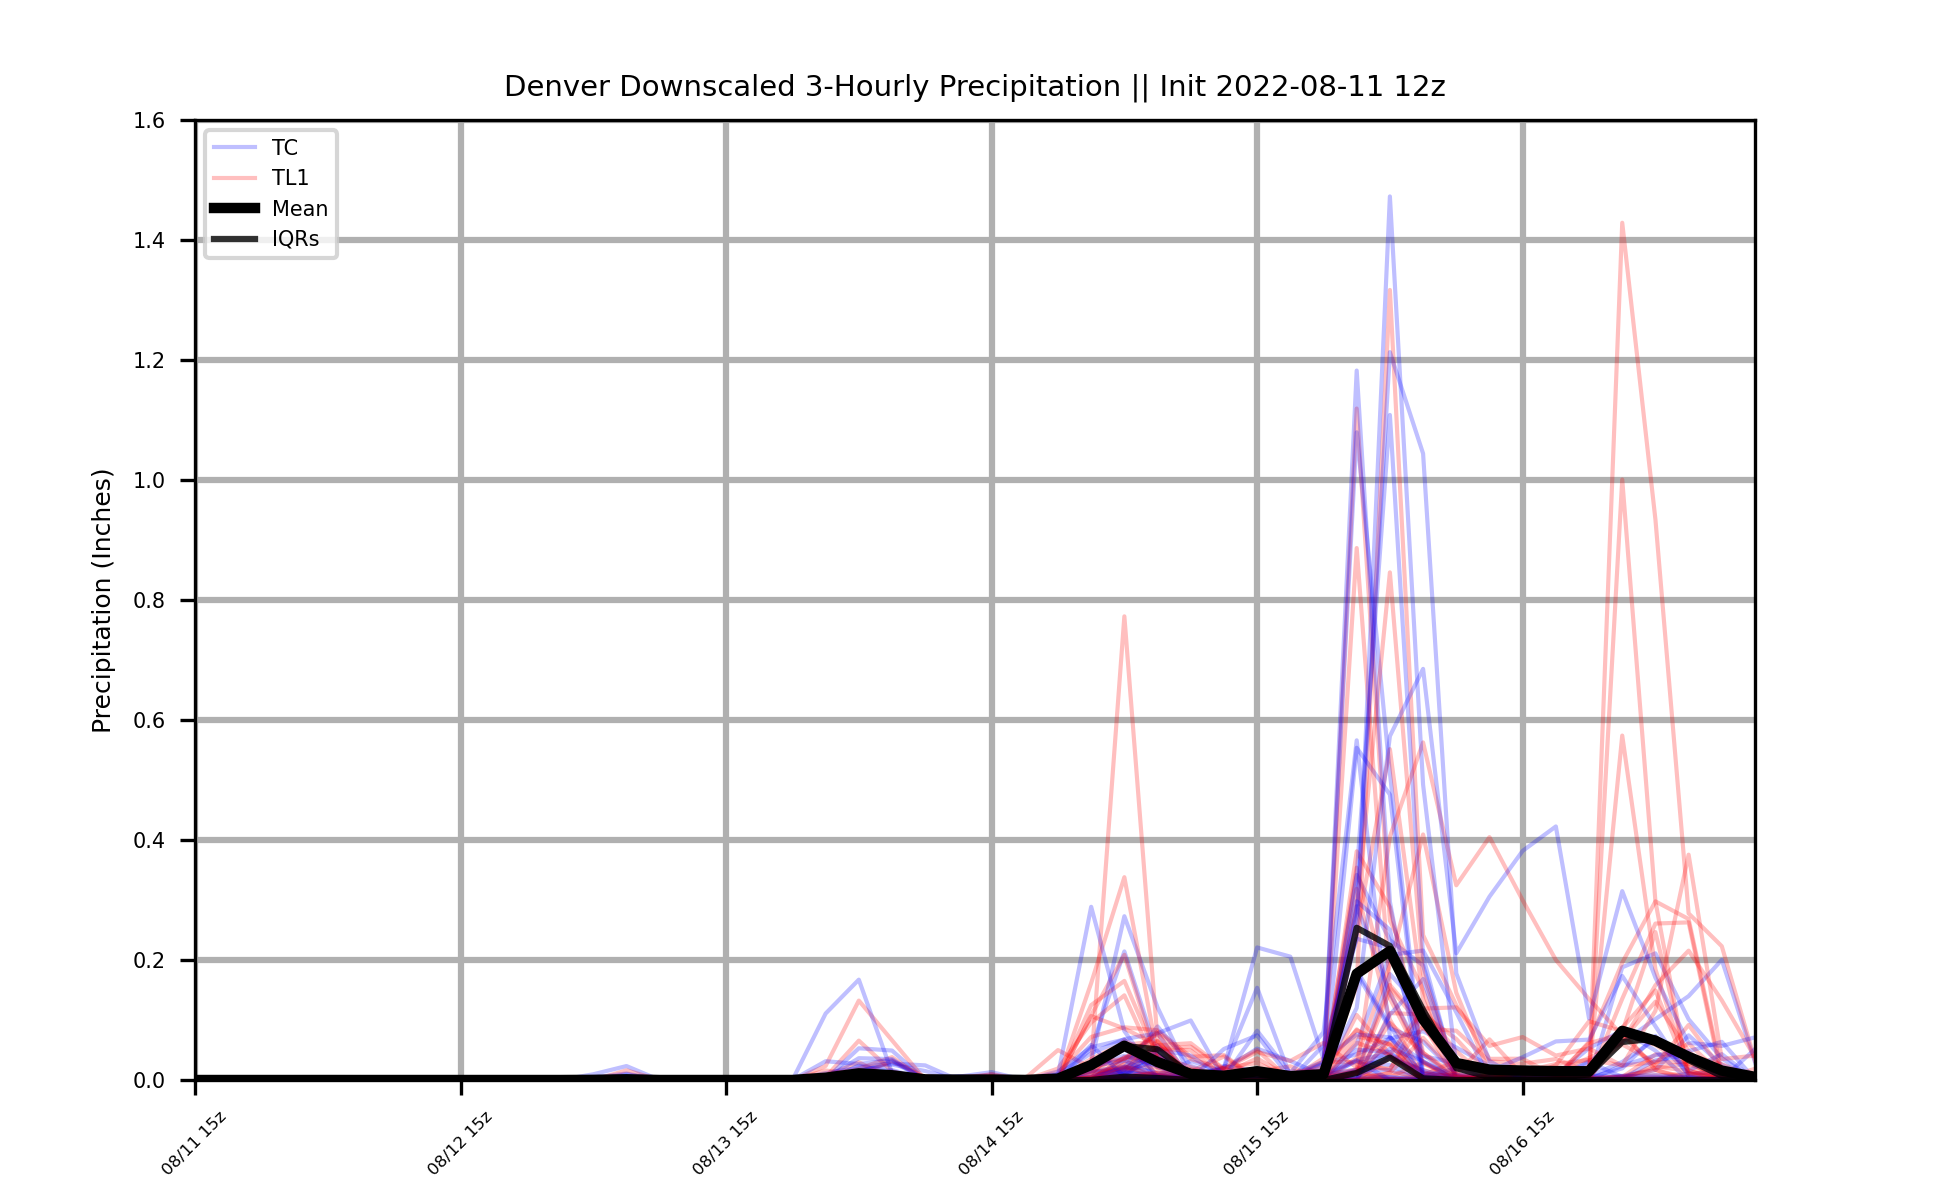 Denver Downscaled 3-Hourly Precipitation || Init 2022-08-11 12z
Precipitation (Inches)
1.6
1.4
1.2
1.0
0.8
0.6
0.4
0.2
0.0
TC
TL1
Mean
IQRs
08/11 15z
08/12 15z
08/13 15z
08/14 15z
08/15 15z
08/16 15z